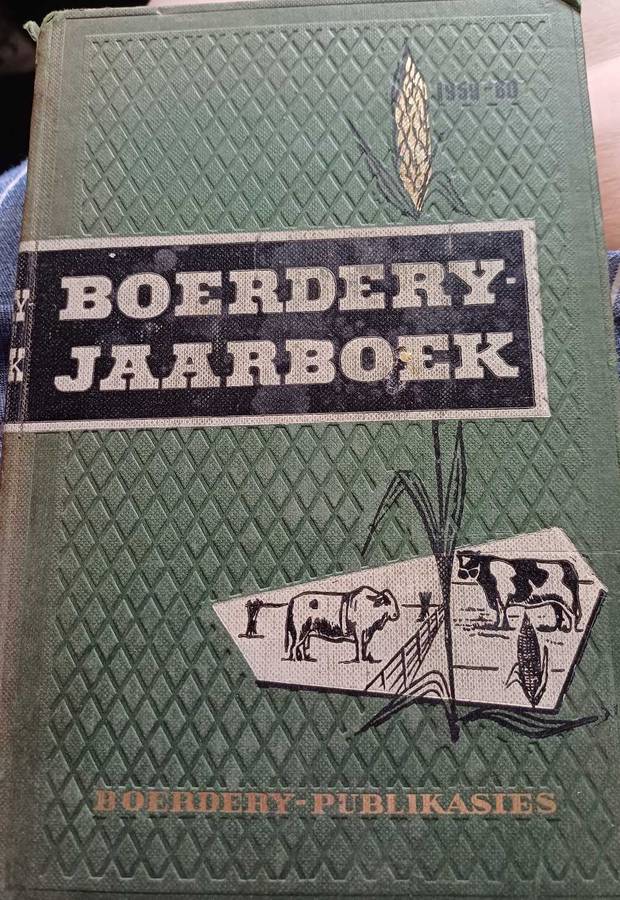 1959-60
BOERDERY-
JAARBOEK
Y
K
BOERDERY-PUBLIKASIES